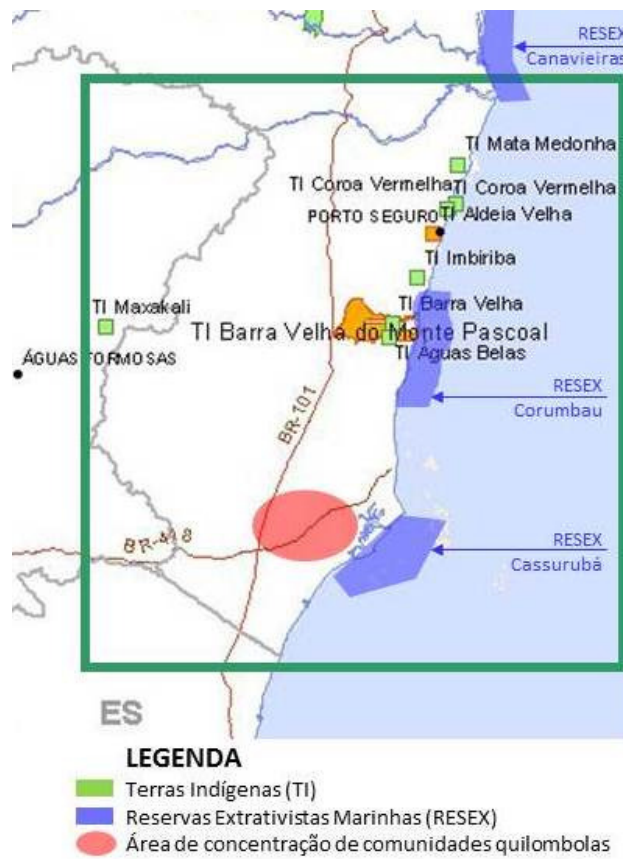 RESEX
Canavieiras
TI Mata Medonha
TI Coroa Vermelha
TI Coroa Vermelha
PORTO SEGURO
TI Aldeia Velha
TI Imbiriba
TI Maxakali
TI Barra Velha
TI Barra Velha do Monte Pascoal
ÁGUAS FORMOSAS
TI Aguas Belas
RESEX
Corumbau
BR-101
BR-418
RESEX
Cassurubá
ES
LEGENDA
Terras Indígenas (TI)
Reservas Extrativistas Marinhas (RESEX)
Área de concentração de comunidades quilombolas